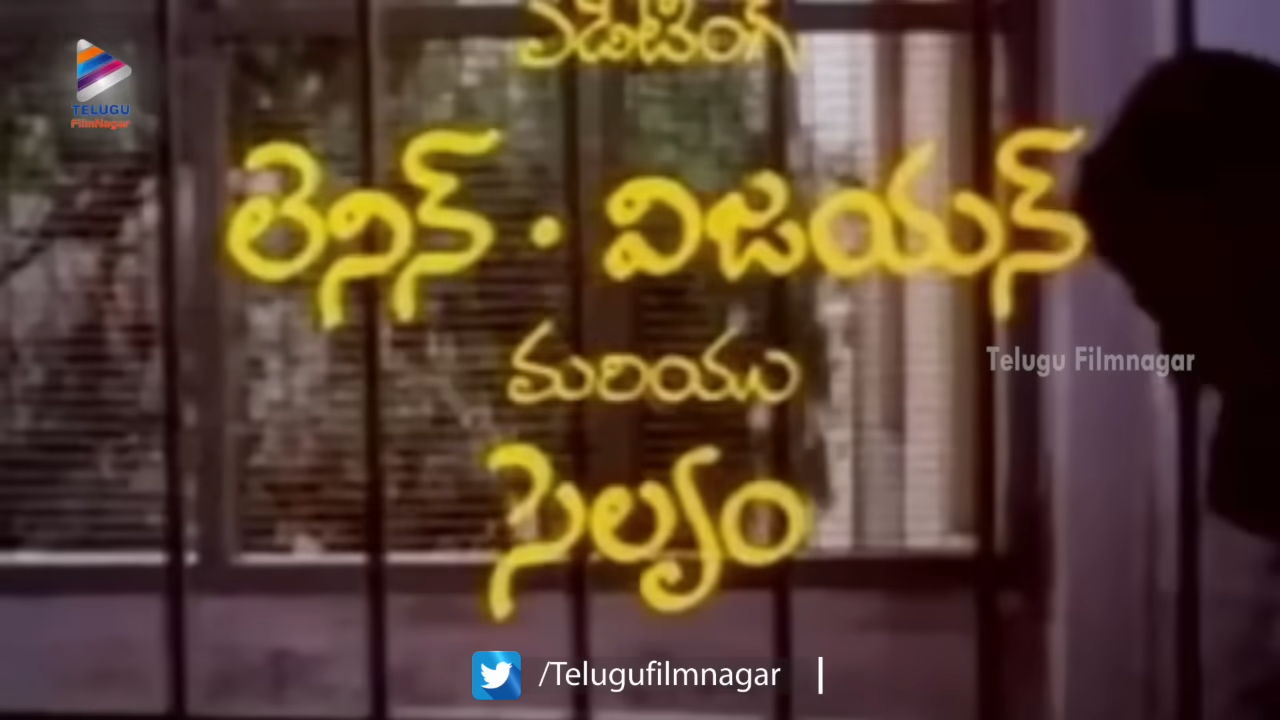 ఎడిటింగ్
TELUGU
FilmNagar
లెనిన్ · విజయన్
మరియు
Telugu Filmnagar
సెల్వం
/Telugufilmnagar